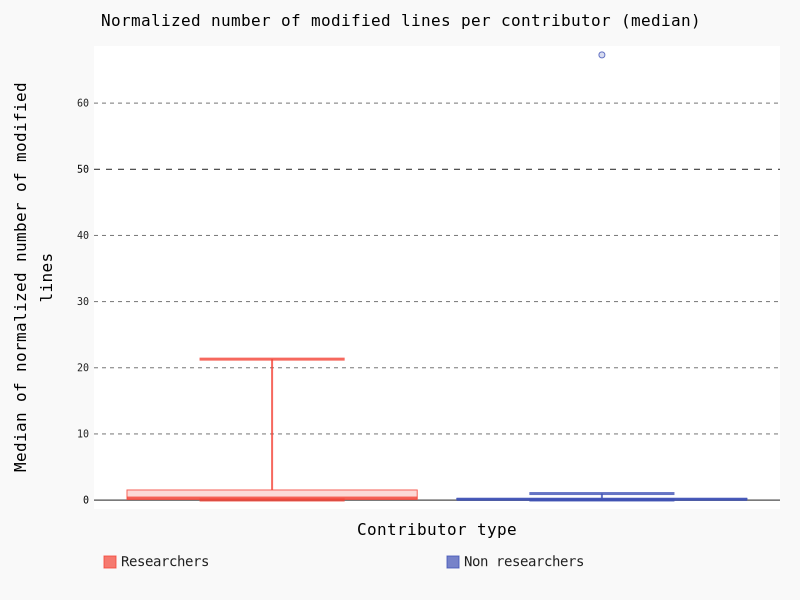 Normalized number of modified lines per contributor (median)
Median of normalized number of modified
lines
60
50
40
30
20
10
0
Contributor type
Researchers
Non researchers